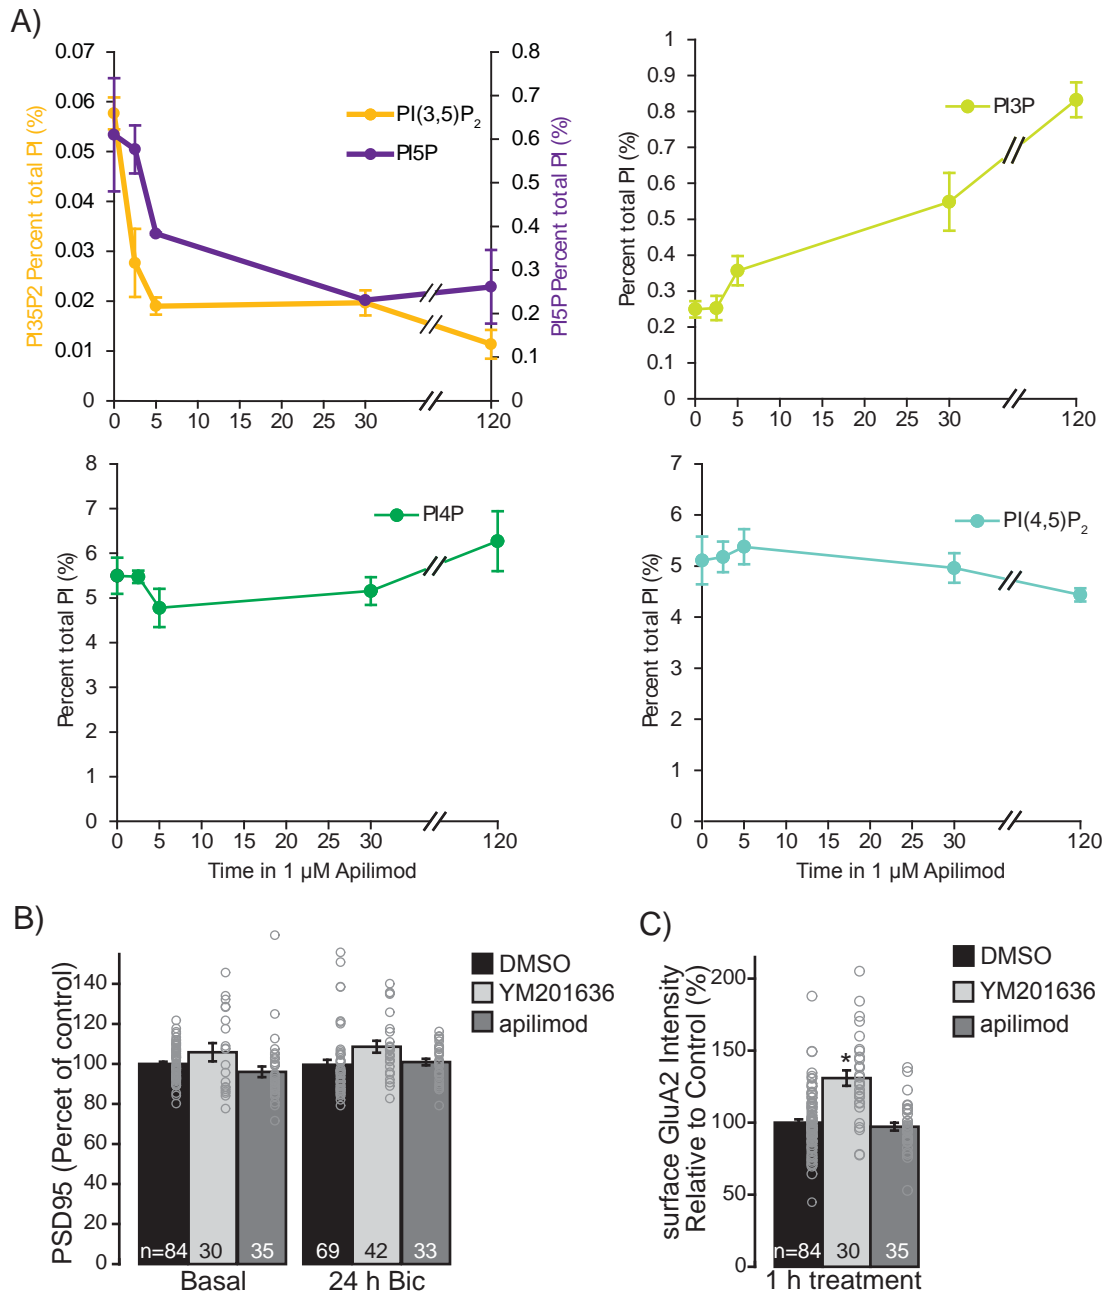 A)
0.07
0.06
0.05
0.04
0.03
0.02
0.01
0
PI35P2 Percent total PI (%)
0.8
0.7
0.6
0.5
0.4
0.3
0.2
0.1
0
PI5P Percent total PI (%)
PI(3,5)P2
PI5P
0 5 10 15 20 25 30 120
1
0.9
0.8
0.7
0.6
0.5
0.4
0.3
0.2
0.1
0
Percent total PI (%)
PI3P
0 5 10 15 20 25 30 120
8
7
6
5
4
3
2
1
0
Percent total PI (%)
PI4P
0 5 10 15 20 25 30 120
Time in 1 µM Apilimod
7
6
5
4
3
2
1
0
Percent total PI (%)
PI(4,5)P2
0 5 10 15 20 25 30 120
Time in 1 µM Apilimod
B)
PSD95 (Percet of control)
140
120
100
80
60
40
20
0
DMSO
YM201636
apilimod
n=84 30 35 69 42 33
Basal 24 h Bic
C)
surface GluA2 Intensity
Relative to Control (%)
200
150
100
50
0
*
DMSO
YM201636
apilimod
n=84 30 35
1 h treatment